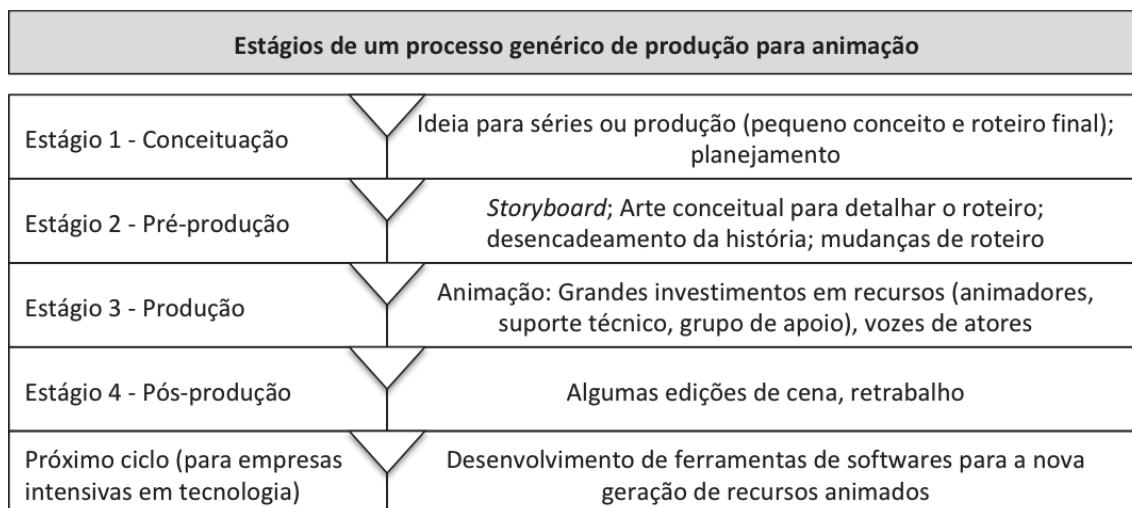 Estágios de um processo genérico de produção para animação
Estágio 1 - Conceituação
Ideia para séries ou produção (pequeno conceito e roteiro final);
planejamento
Estágio 2 - Pré-produção
Storyboard; Arte conceitual para detalhar o roteiro;
desencadeamento da história; mudanças de roteiro
Estágio 3 - Produção
Animação: Grandes investimentos em recursos (animadores,
suporte técnico, grupo de apoio), vozes de atores
Estágio 4 - Pós-produção
Algumas edições de cena, retrabalho
Próximo ciclo (para empresas
intensivas em tecnologia)
Desenvolvimento de ferramentas de softwares para a nova
geração de recursos animados